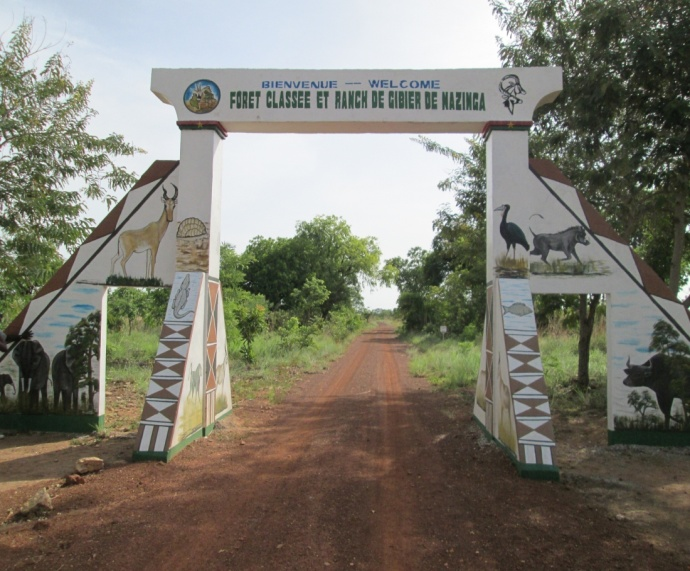 BIENVENUE — WELCOME
FORET CLASSEE ET RANCH DE GIBIER DE NAZINGA